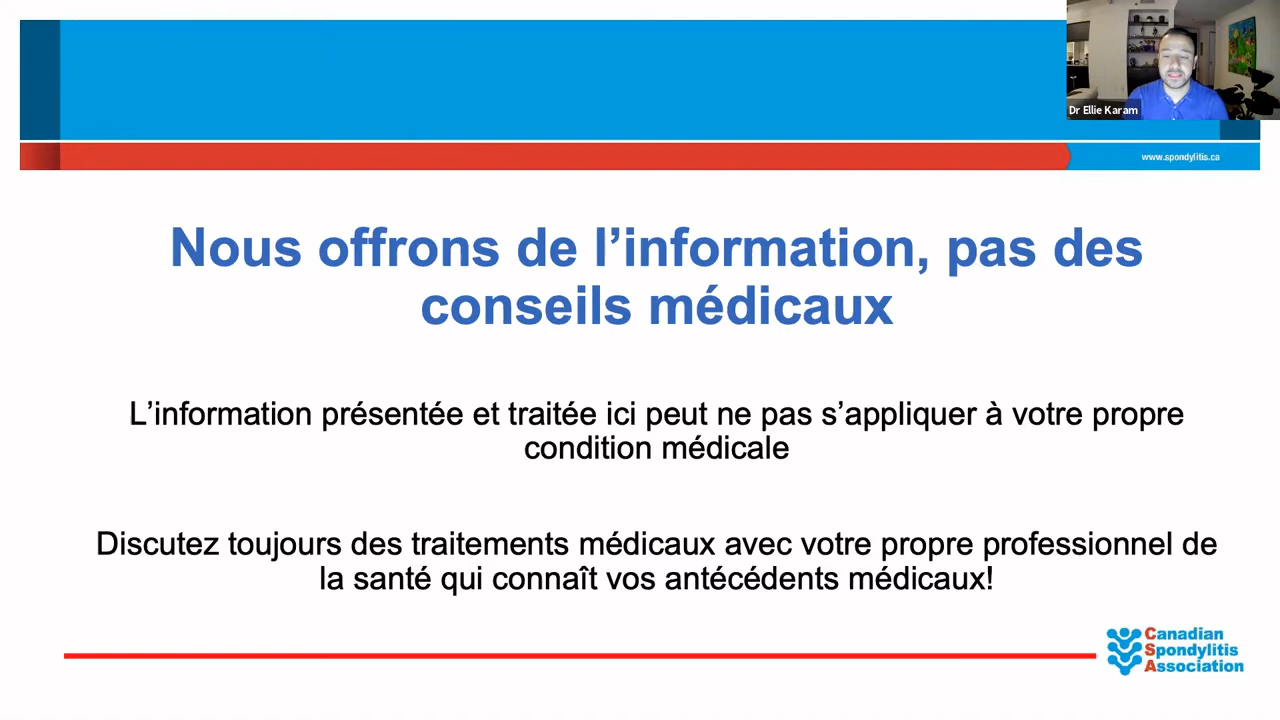 Dr Ellie Karam
www.spondylitis.ca
Nous offrons de l’information, pas des
conseils médicaux
L’information présentée et traitée ici peut ne pas s’appliquer à votre propre
condition médicale
Discutez toujours des traitements médicaux avec votre propre professionnel de
la santé qui connaît vos antécédents médicaux!
Canadian
Spondylitis
Association